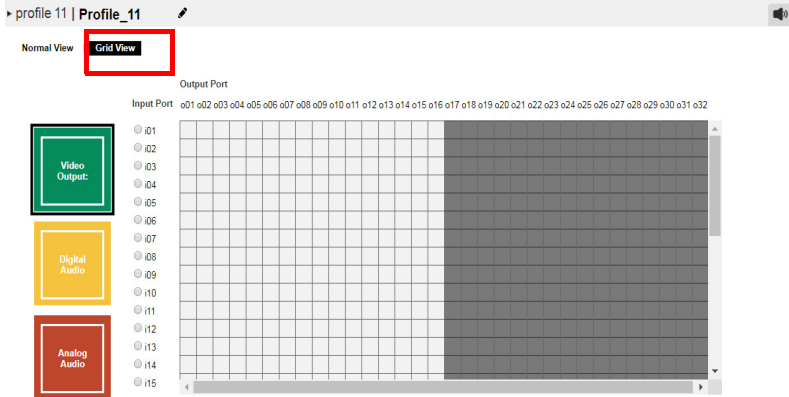 profile 11 | Profile_11
Normal View Grid View
Output Port
Input Port o01 o02 o03 o04 o05 o06 o07 o08 o09 o10 o11 o12 o13 o14 o15 o16 o17 o18 o19 o20 o21 o22 o23 o24 o25 o26 o27 o28 o29 o30 o31 o32
i01
i02
i03
i04
i05
i06
i07
i08
i09
i10
i11
i12
i13
i14
i15
Video
Output:
Digital
Audio
Analog
Audio